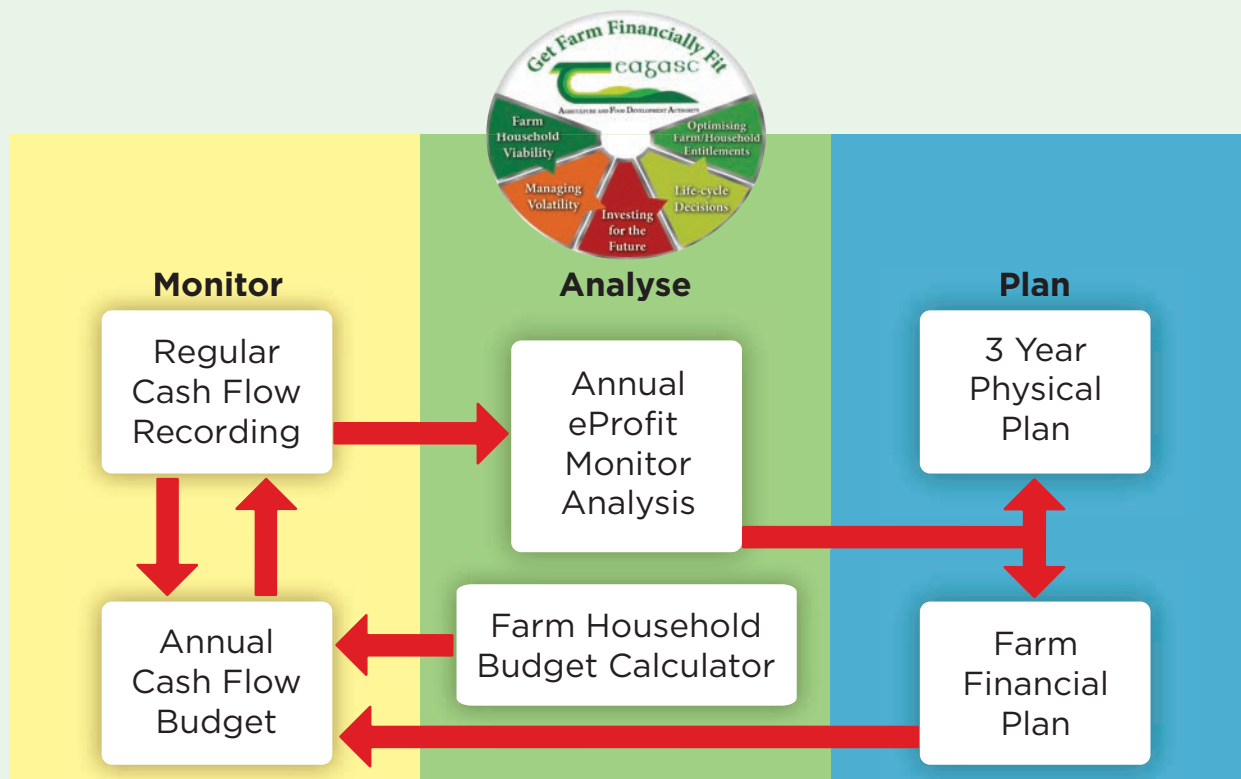 Get Farm Financially Fit
teagasc
AGRICULTURE AND FOOD DEVELOPMENT AUTHORITY
Farm
Household
Viability
Optimising
Farm/Household
Entitlements
Managing
Volatility
Life-cycle
Decisions
Investing
for the
Future
Monitor
Analyse
Plan
Regular
Cash Flow
Recording
Annual
eProfit
Monitor
Analysis
3 Year
Physical
Plan
Annual
Cash Flow
Budget
Farm Household
Budget Calculator
Farm
Financial
Plan